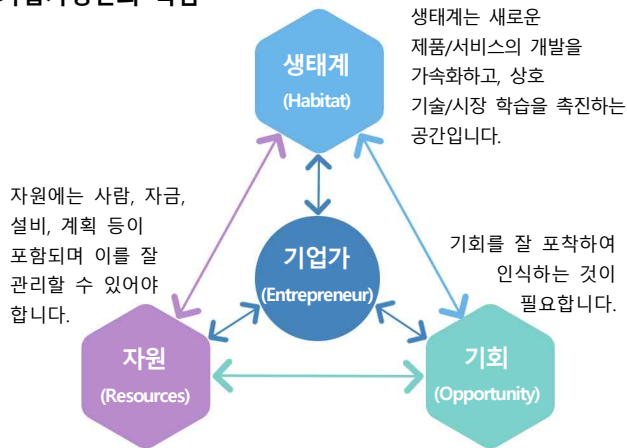 생태계
(Habitat)
생태계는 새로운
제품/서비스의 개발을
가속화하고, 상호
기술/시장 학습을 촉진하는
공간입니다.
자원에는 사람, 자금,
설비, 계획 등이
포함되며 이를 잘
관리할 수 있어야
합니다.
기업가
(Entrepreneur)
기회를 잘 포착하여
인식하는 것이
필요합니다.
자원
(Resources)
기회
(Opportunity)